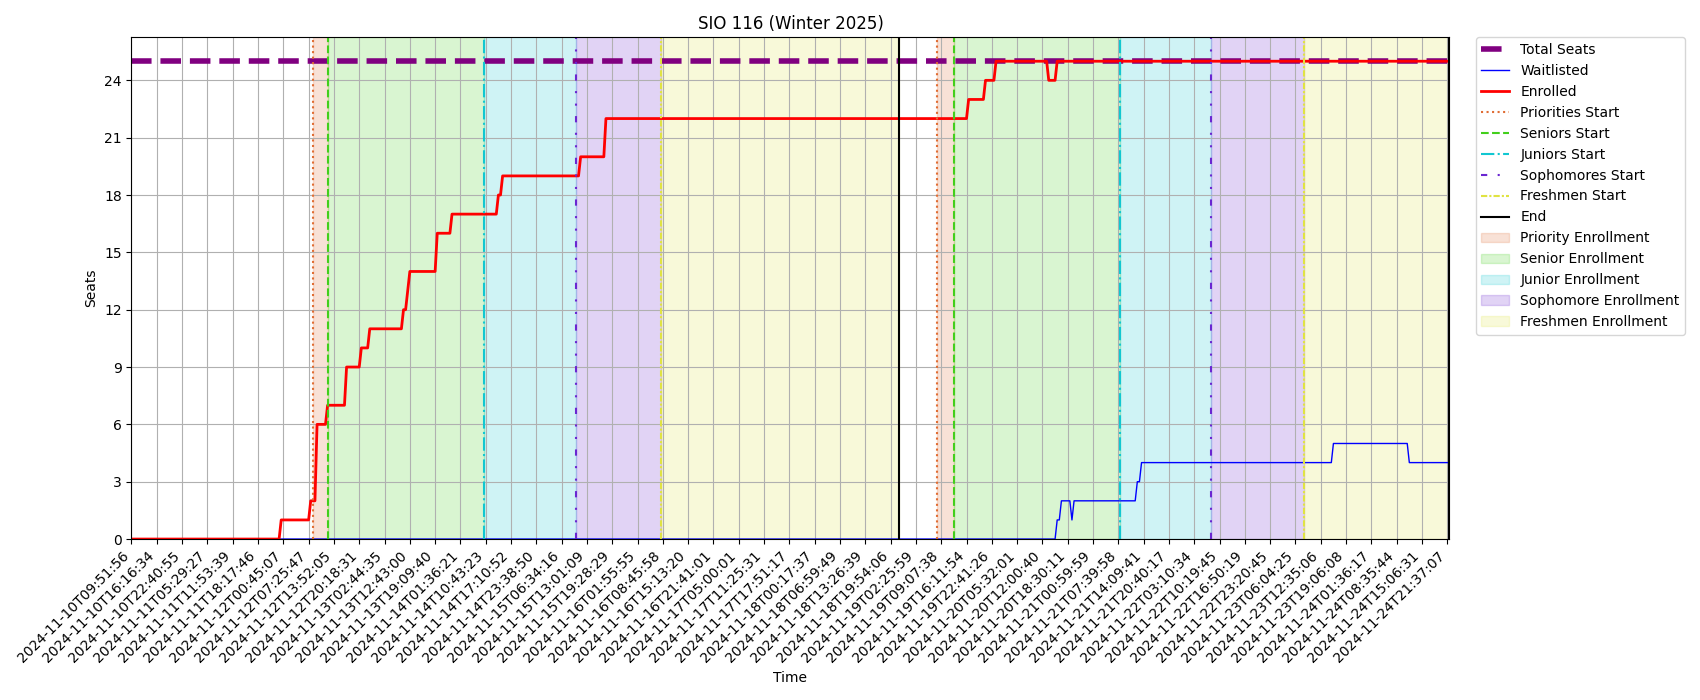 SIO 116 (Winter 2025)
Seats
24
21
18
15
12
9
6
3
0
2024-11-10T09:51:56
2024-11-10T16:16:34
2024-11-10T22:40:55
2024-11-11T05:29:27
2024-11-11T11:53:39
2024-11-11T18:17:46
2024-11-12T00:45:07
2024-11-12T07:25:47
2024-11-12T13:52:05
2024-11-12T20:18:31
2024-11-13T02:44:35
2024-11-13T12:43:00
2024-11-13T19:09:40
2024-11-14T01:36:21
2024-11-14T10:43:23
2024-11-14T17:10:52
2024-11-14T23:38:50
2024-11-15T06:34:16
2024-11-15T13:01:09
2024-11-15T19:28:29
2024-11-16T01:55:55
2024-11-16T08:45:58
2024-11-16T15:13:20
2024-11-16T21:41:01
2024-11-17T05:00:01
2024-11-17T11:25:31
2024-11-17T17:51:17
2024-11-18T00:17:37
2024-11-18T06:59:49
2024-11-18T13:26:39
2024-11-18T19:54:06
2024-11-19T02:25:59
2024-11-19T09:07:38
2024-11-19T16:11:54
2024-11-19T22:41:26
2024-11-20T05:32:01
2024-11-20T12:00:40
2024-11-20T18:30:11
2024-11-21T00:59:59
2024-11-21T07:39:58
2024-11-21T14:09:41
2024-11-21T20:40:17
2024-11-22T03:10:34
2024-11-22T10:19:45
2024-11-22T16:50:19
2024-11-22T23:20:45
2024-11-23T06:04:25
2024-11-23T12:35:06
2024-11-23T19:06:08
2024-11-24T01:36:17
2024-11-24T08:35:44
2024-11-24T15:06:31
2024-11-24T21:37:07
Time
Total Seats
Waitlisted
Enrolled
Priorities Start
Seniors Start
Juniors Start
Sophomores Start
Freshmen Start
End
Priority Enrollment
Senior Enrollment
Junior Enrollment
Sophomore Enrollment
Freshmen Enrollment